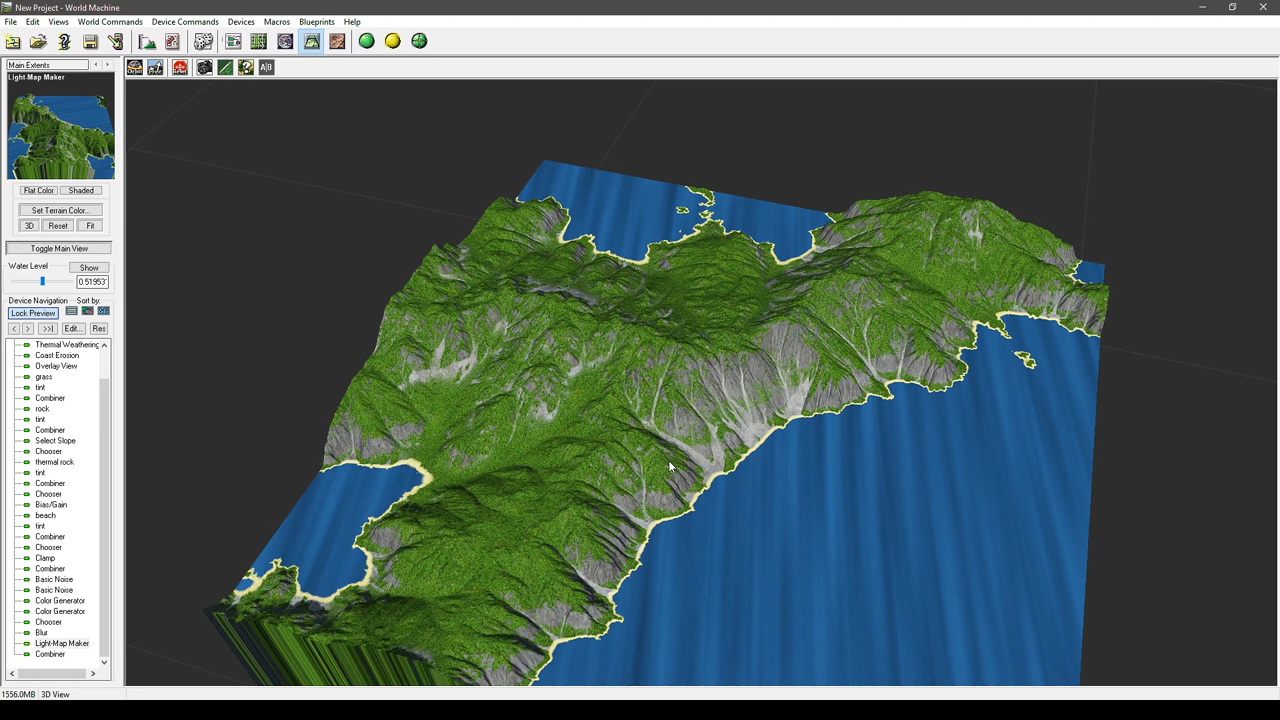 New Project - World Machine
File Edit Views World Commands Device Commands Devices Macros Blueprints Help
Main Extents
Light-Map Maker
Flat Color Shaded
Set Terrain Color...
3D Reset Fit
Toggle Main View
Water Level Show
0.51953'
Device Navigation Sort by:
Lock Preview
< > >>| Edit... Res
Thermal Weathering
Coast Erosion
Overlay View
grass
tint
Combiner
rock
tint
Combiner
Select Slope
Chooser
thermal rock
tint
Combiner
Chooser
Bias/Gain
beach
tint
Combiner
Chooser
Clamp
Combiner
Basic Noise
Basic Noise
Color Generator
Color Generator
Chooser
Blur
Light-Map Maker
Combiner
1556.0MB 3D View
A|B